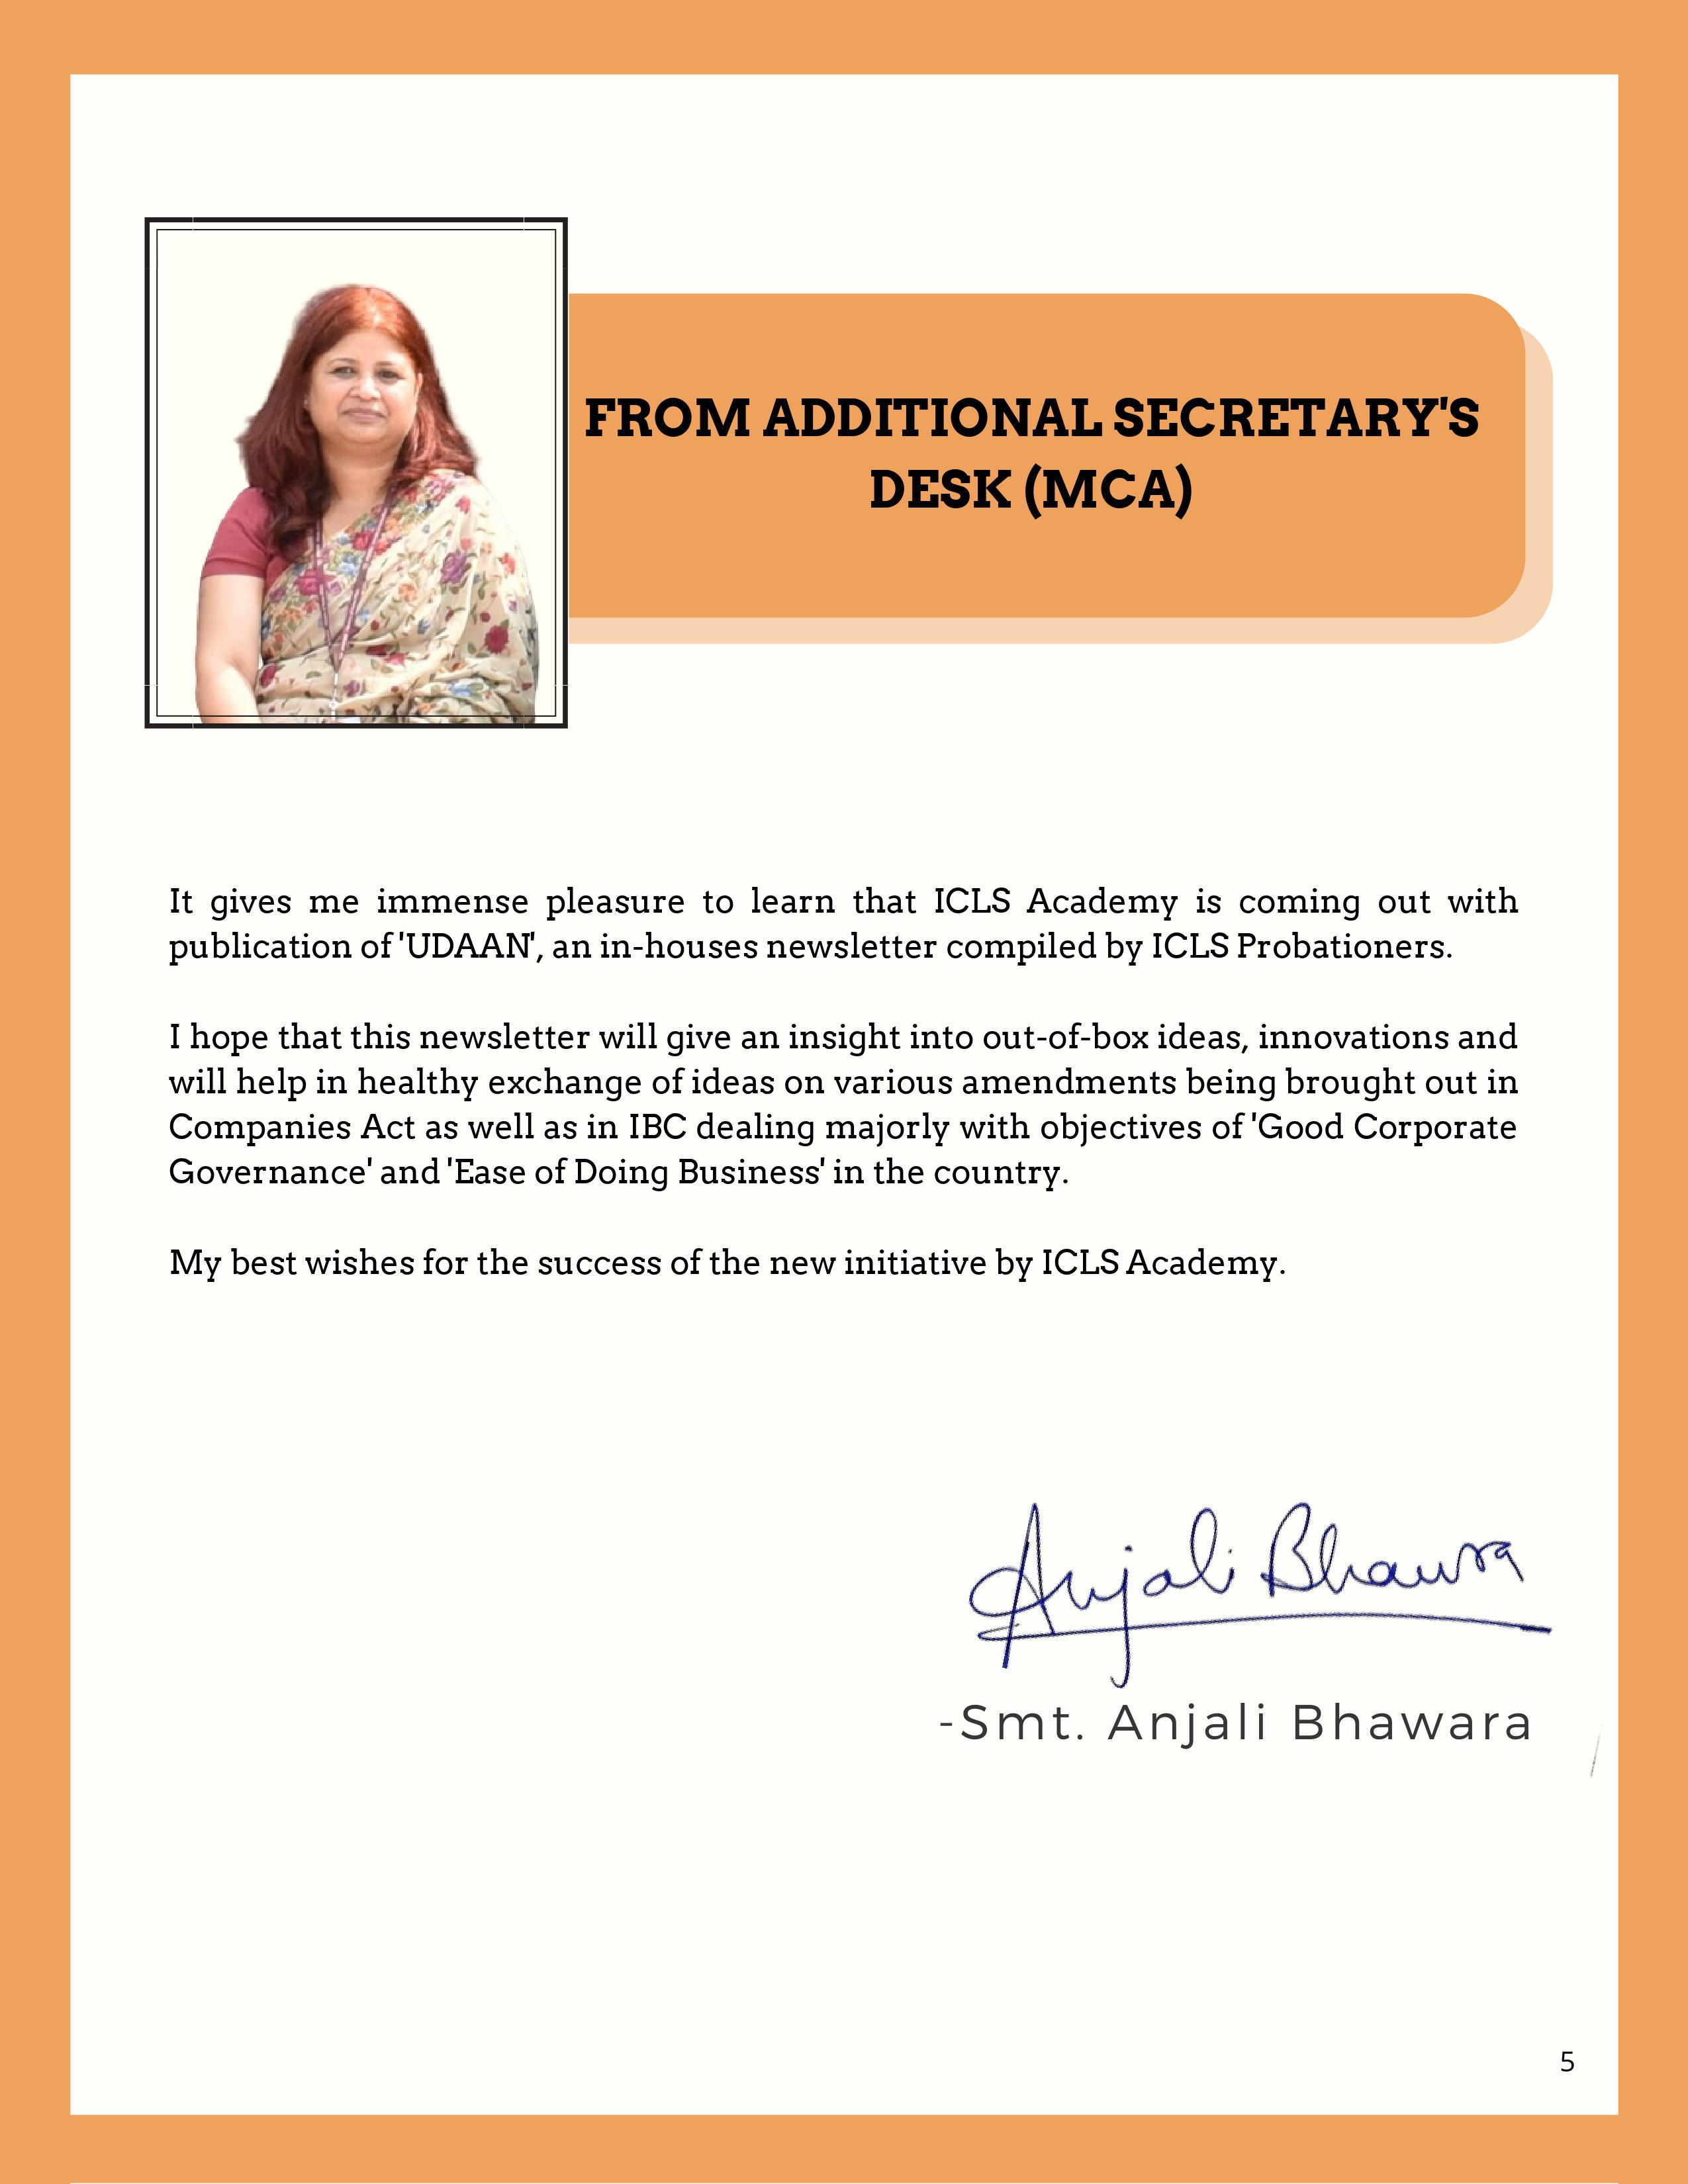 FROM ADDITIONAL SECRETARY'S
DESK (MCA)
It gives me immense pleasure to learn that ICLS Academy is coming out with
publication of 'UDAAN', an in-houses newsletter compiled by ICLS Probationers.
I hope that this newsletter will give an insight into out-of-box ideas, innovations and
will help in healthy exchange of ideas on various amendments being brought out in
Companies Act as well as in IBC dealing majorly with objectives of 'Good Corporate
Governance' and 'Ease of Doing Business' in the country.
My best wishes for the success of the new initiative by ICLS Academy.
Anjali Bhawra
-Smt. Anjali Bhawara
5